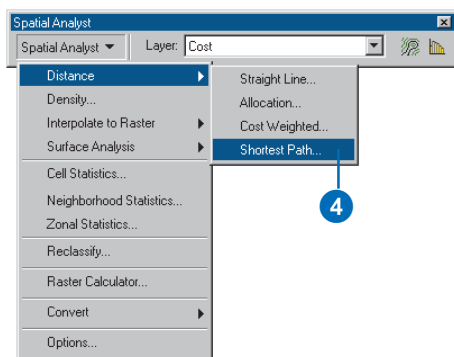 Spatial Analyst
Spatial Analyst Layer: Cost
Distance
Density...
Interpolate to Raster
Surface Analysis
Cell Statistics...
Neighborhood Statistics...
Zonal Statistics...
Reclassify...
Raster Calculator...
Convert
Options...
Straight Line...
Allocation...
Cost Weighted...
Shortest Path...
4